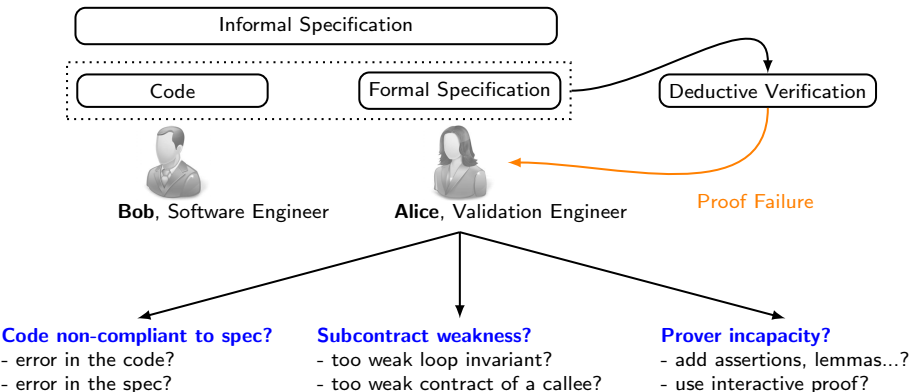 Informal Specification
Code
Formal Specification
Deductive Verification
Bob, Software Engineer
Alice, Validation Engineer
Proof Failure
Code non-compliant to spec?
- error in the code?
- error in the spec?
Subcontract weakness?
- too weak loop invariant?
- too weak contract of a callee?
Prover incapacity?
- add assertions, lemmas...?
- use interactive proof?